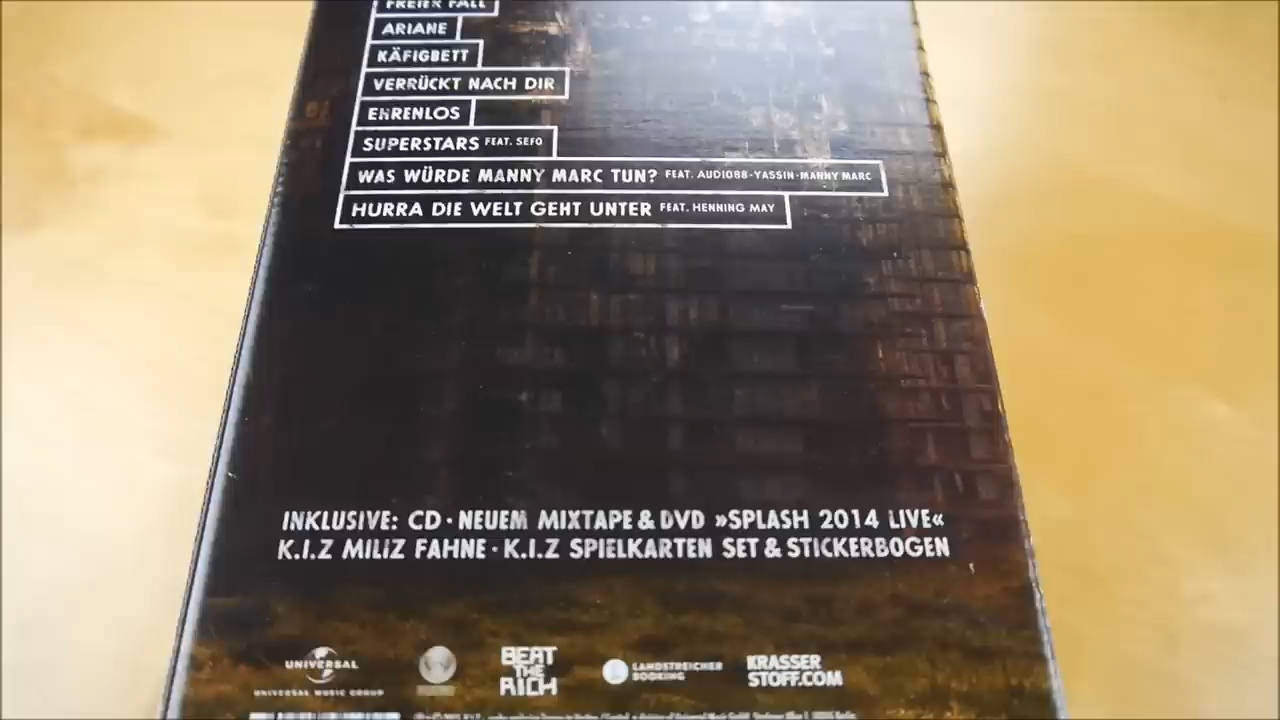 FREIER FALL
ARIANE
KÄFIGBETT
VERRÜCKT NACH DIR
EHRENLOS
SUPERSTARS FEAT. SEFO
WAS WÜRDE MANNY MARC TUN? FEAT. AUDIO88·YASSIN·MANNY MARC
HURRA DIE WELT GEHT UNTER FEAT. HENNING MAY
INKLUSIVE: CD · NEUEM MIXTAPE & DVD »SPLASH 2014 LIVE«
K.I.Z MILIZ FAHNE · K.I.Z SPIELKARTEN SET & STICKERBOGEN
UNIVERSAL
UNIVERSAL MUSIC GROUP
BEAT
THE
RICH
LANDSTREICHER
BOOKING
KRASSER
STOFF.COM